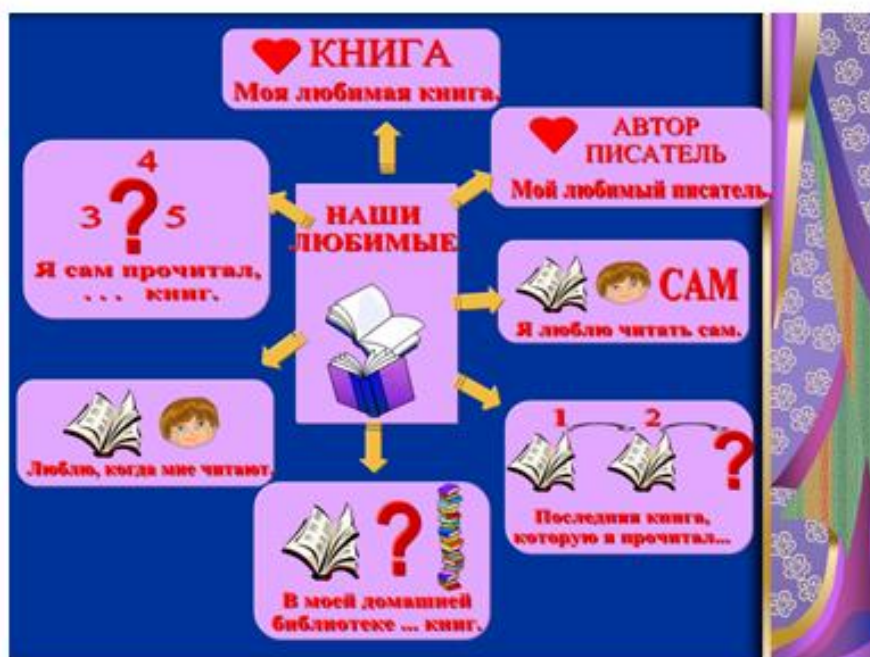 КНИГА
Моя любимая книга.
АВТОР
ПИСАТЕЛЬ
Мой любимый писатель.
4
3 ? 5
Я сам прочитал,
. . . книг.
НАШИ
ЛЮБИМЫЕ
САМ
Я люблю читать сам.
Люблю, когда мне читают.
1 2
?
Последняя книга,
которую я прочитал...
?
В моей домашней
библиотеке ... книг.